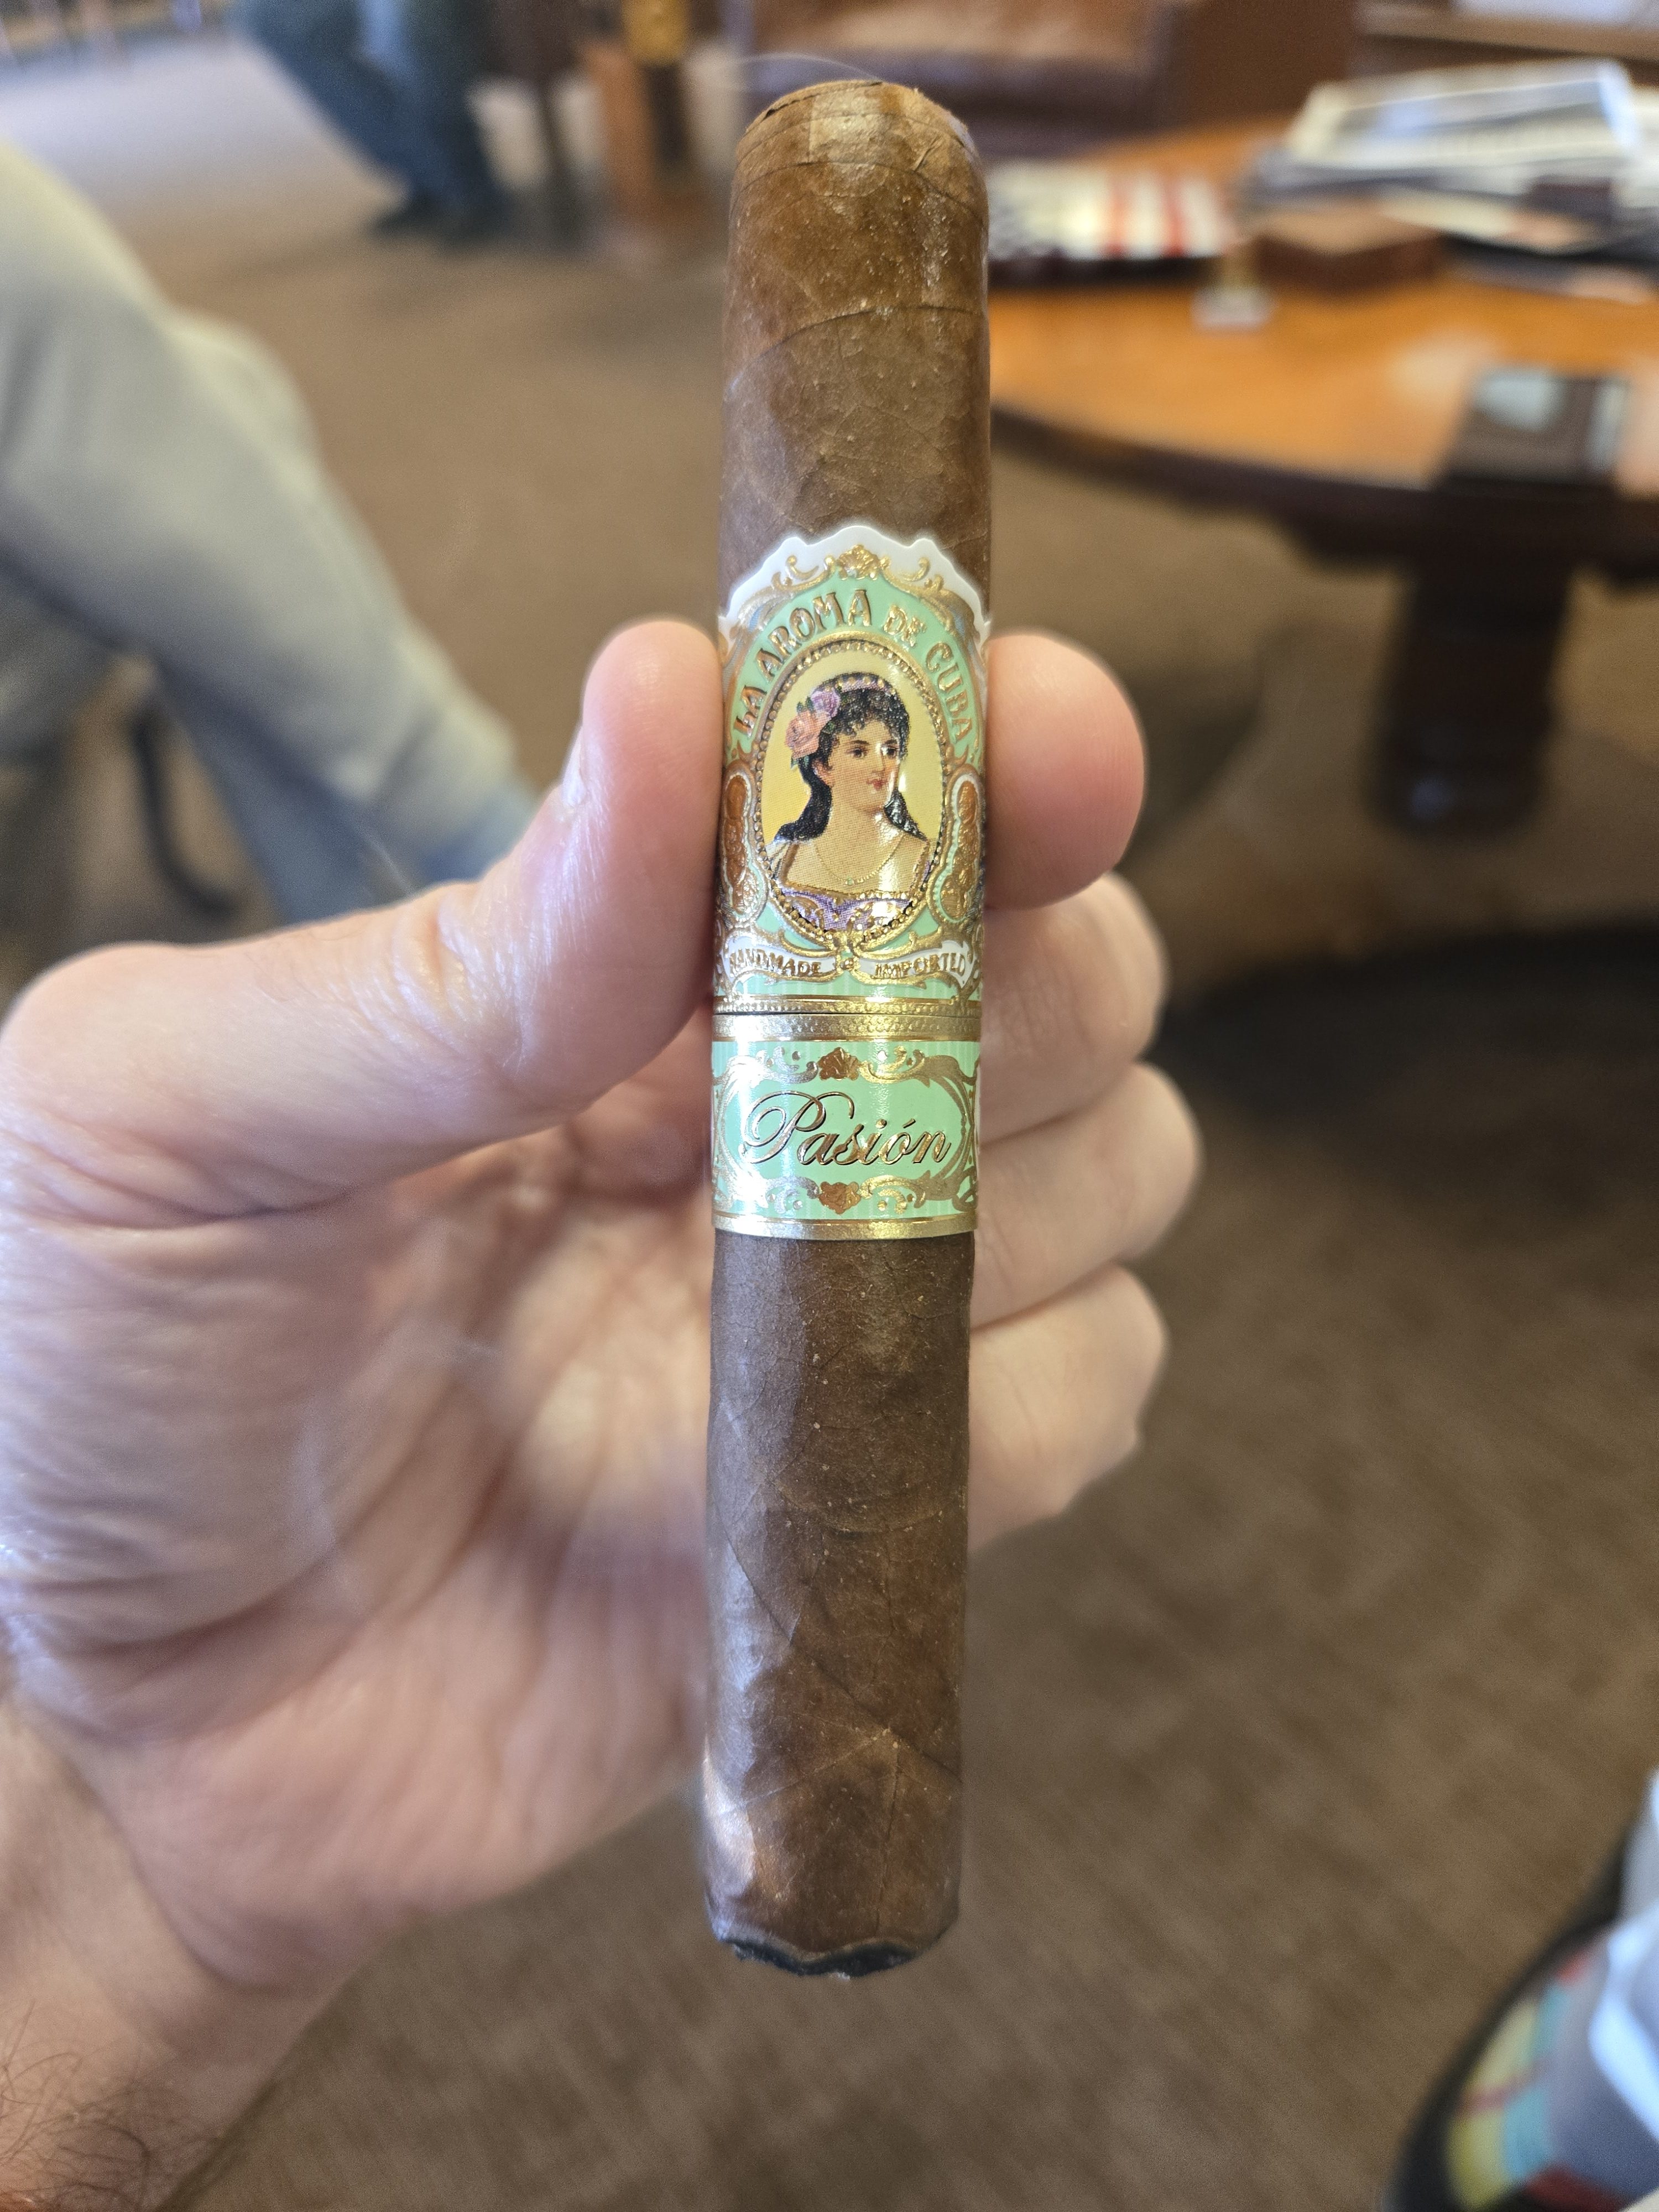 LA AROMA DE CUBA
HANDMADE IMPORTED
Pasión